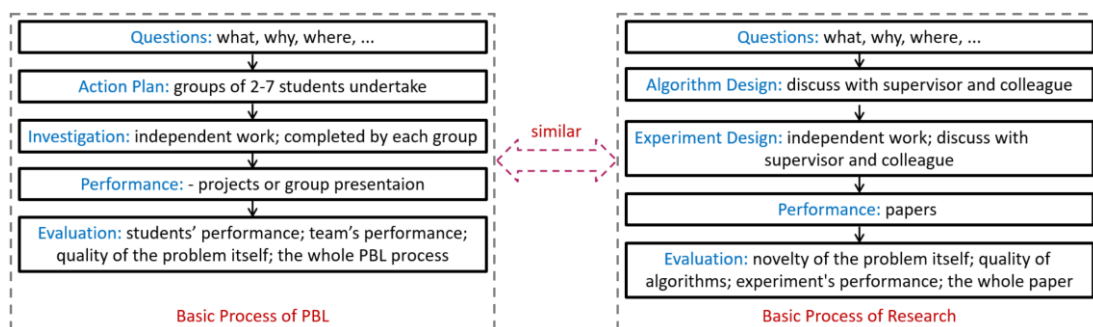 Questions: what, why, where, ...
Action Plan: groups of 2-7 students undertake
Investigation: independent work; completed by each group
Performance: - projects or group presentaion
Evaluation: students' performance; team's performance;
quality of the problem itself; the whole PBL process
Basic Process of PBL
similar
Questions: what, why, where, ...
Algorithm Design: discuss with supervisor and colleague
Experiment Design: independent work; discuss with
supervisor and colleague
Performance: papers
Evaluation: novelty of the problem itself; quality of
algorithms; experiment's performance; the whole paper
Basic Process of Research